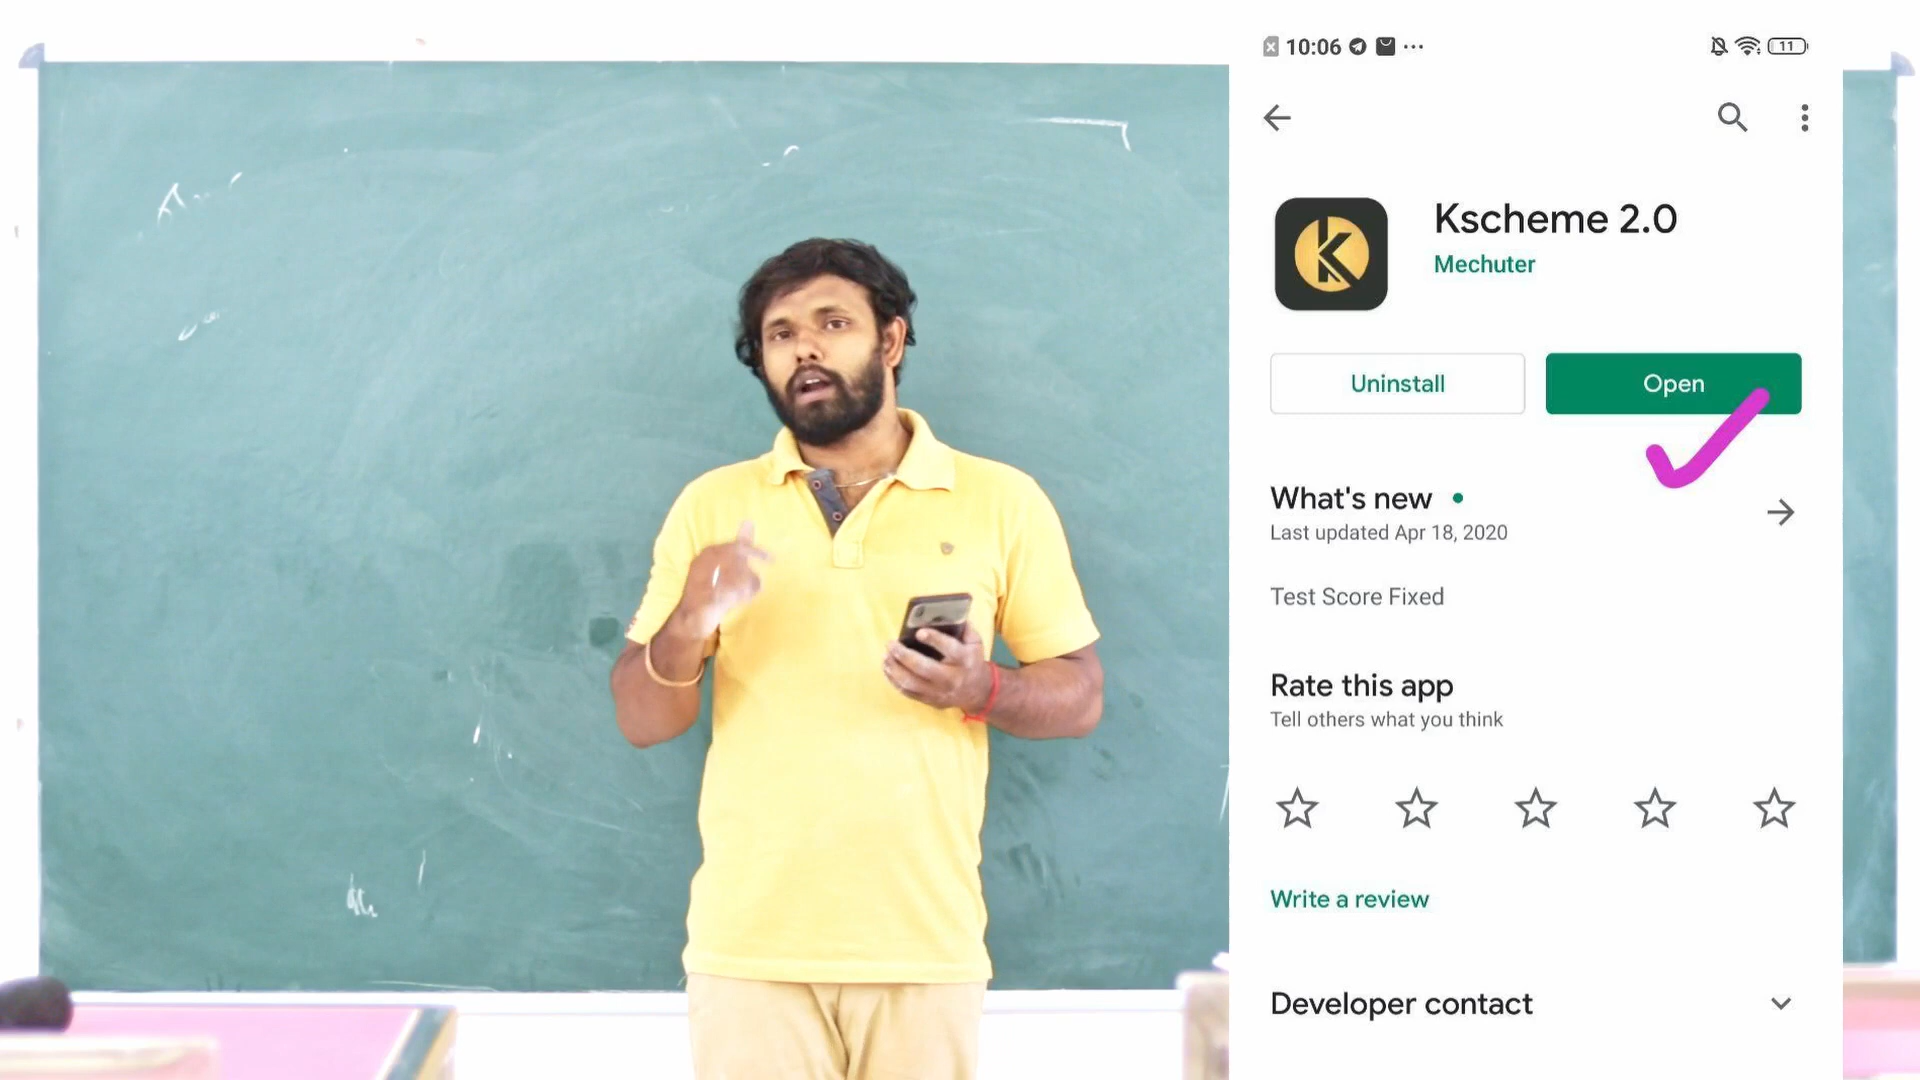 10:06
11
Kscheme 2.0
Mechuter
Uninstall
Open
What's new
Last updated Apr 18, 2020
Test Score Fixed
Rate this app
Tell others what you think
Write a review
Developer contact